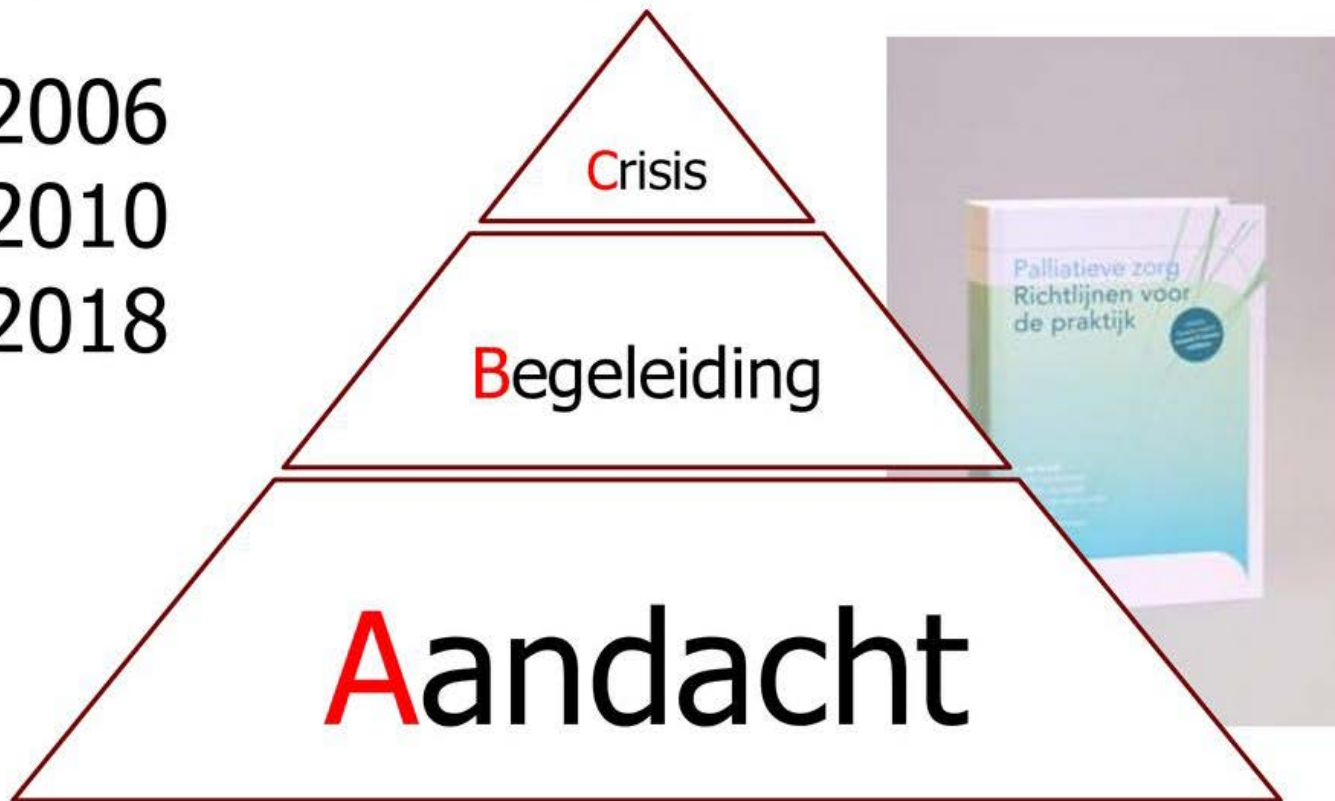 2006
2010
2018
Crisis
Begeleiding
Aandacht
Palliatieve zorg
Richtlijnen voor
de praktijk